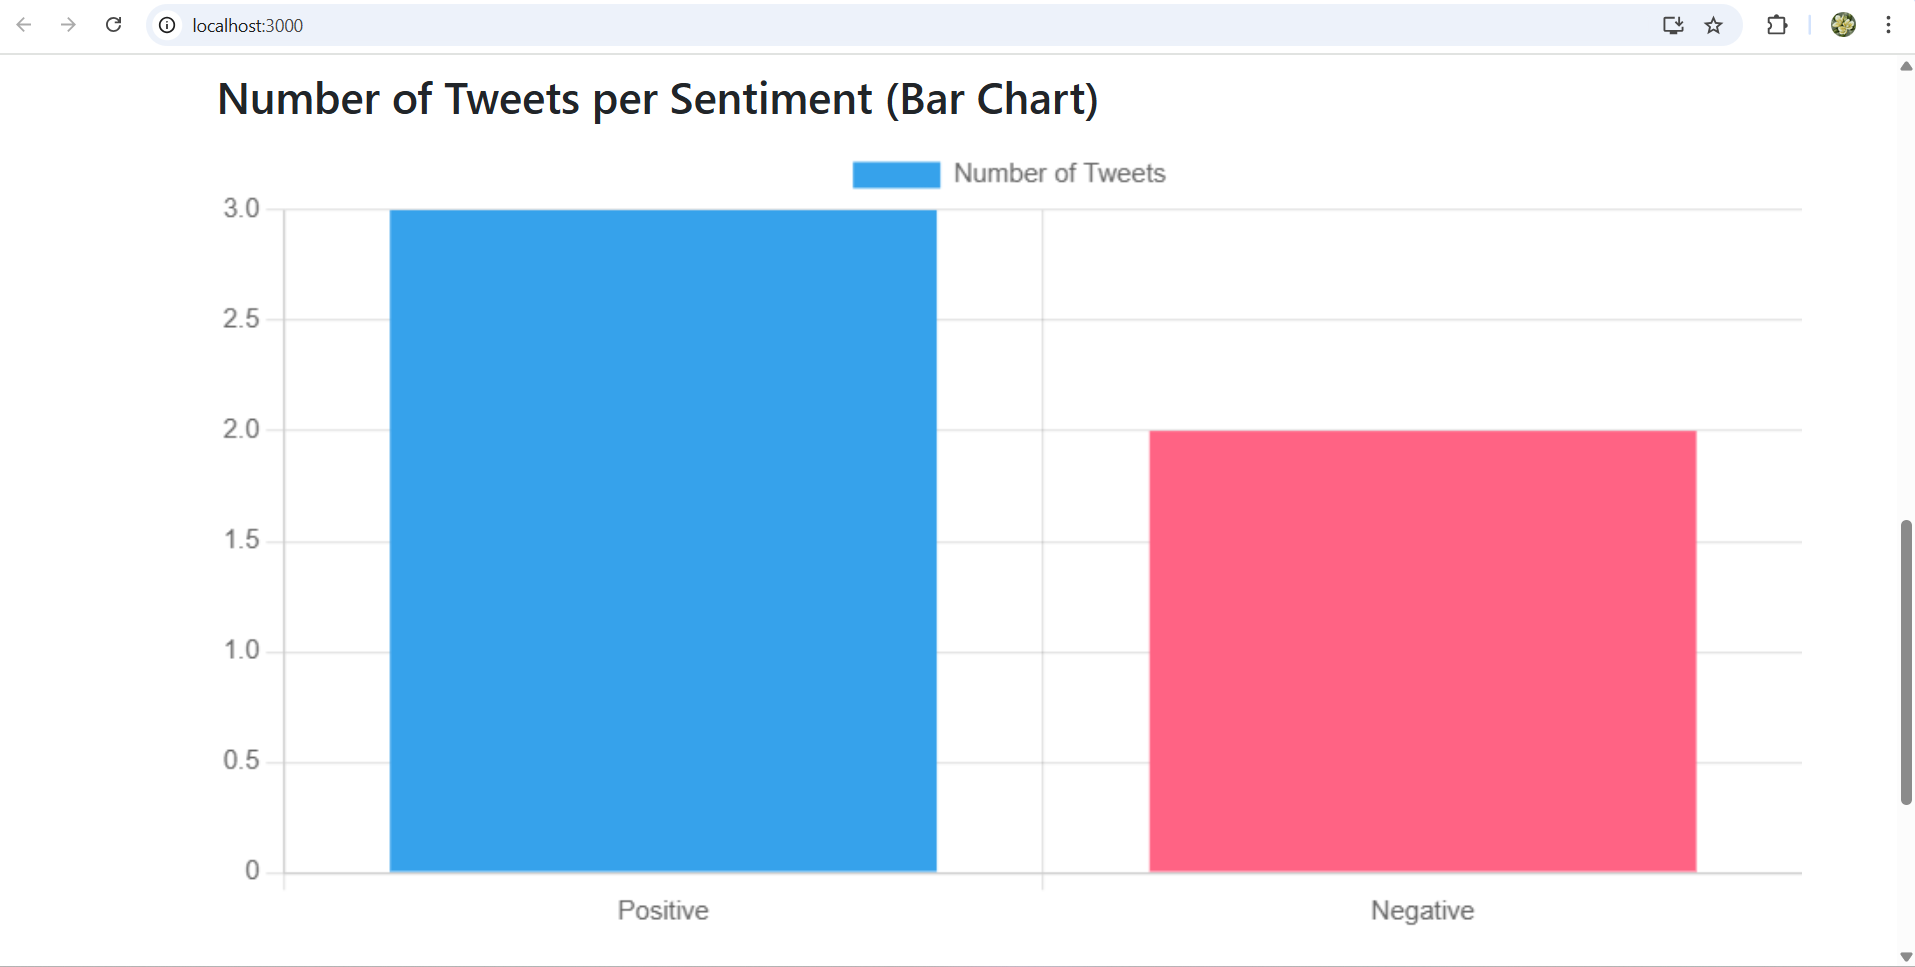 localhost:3000
Number of Tweets per Sentiment (Bar Chart)
Number of Tweets
3.0
2.5
2.0
1.5
1.0
0.5
0
Positive Negative